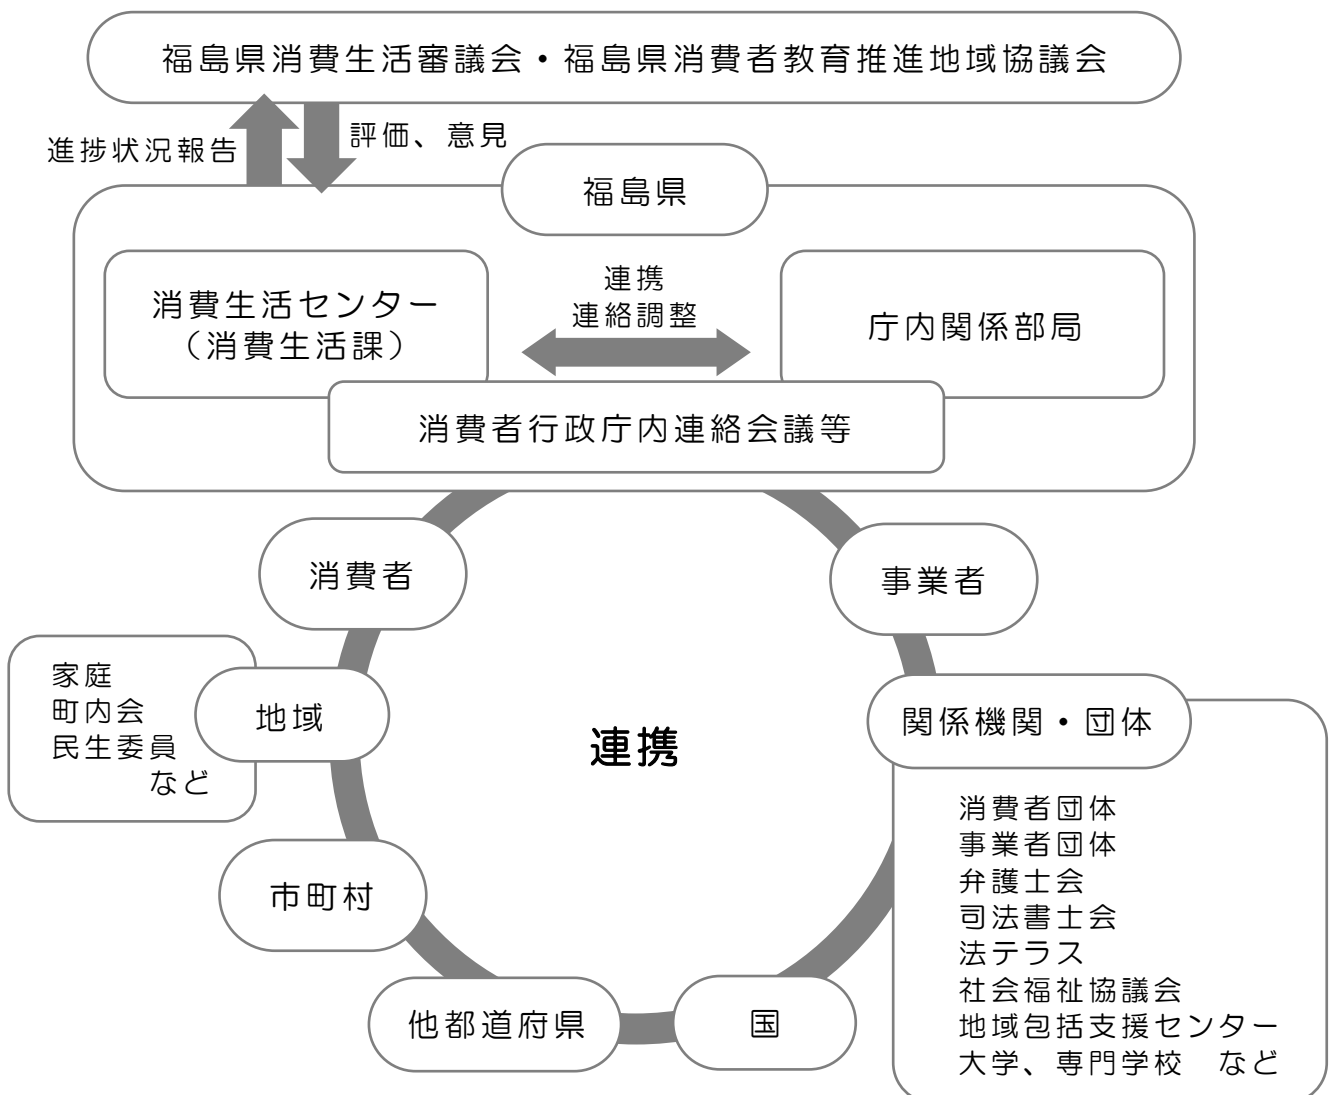 福島県消費生活審議会・福島県消費者教育推進地域協議会
進捗状況報告
評価、意見
福島県
消費生活センター
（消費生活課）
連携
連絡調整
庁内関係部局
消費者行政庁内連絡会議等
消費者
事業者
家庭
町内会
民生委員
など
地域
連携
関係機関・団体
消費者団体
事業者団体
弁護士会
司法書士会
法テラス
社会福祉協議会
地域包括支援センター
大学、専門学校　など
市町村
他都道府県
国